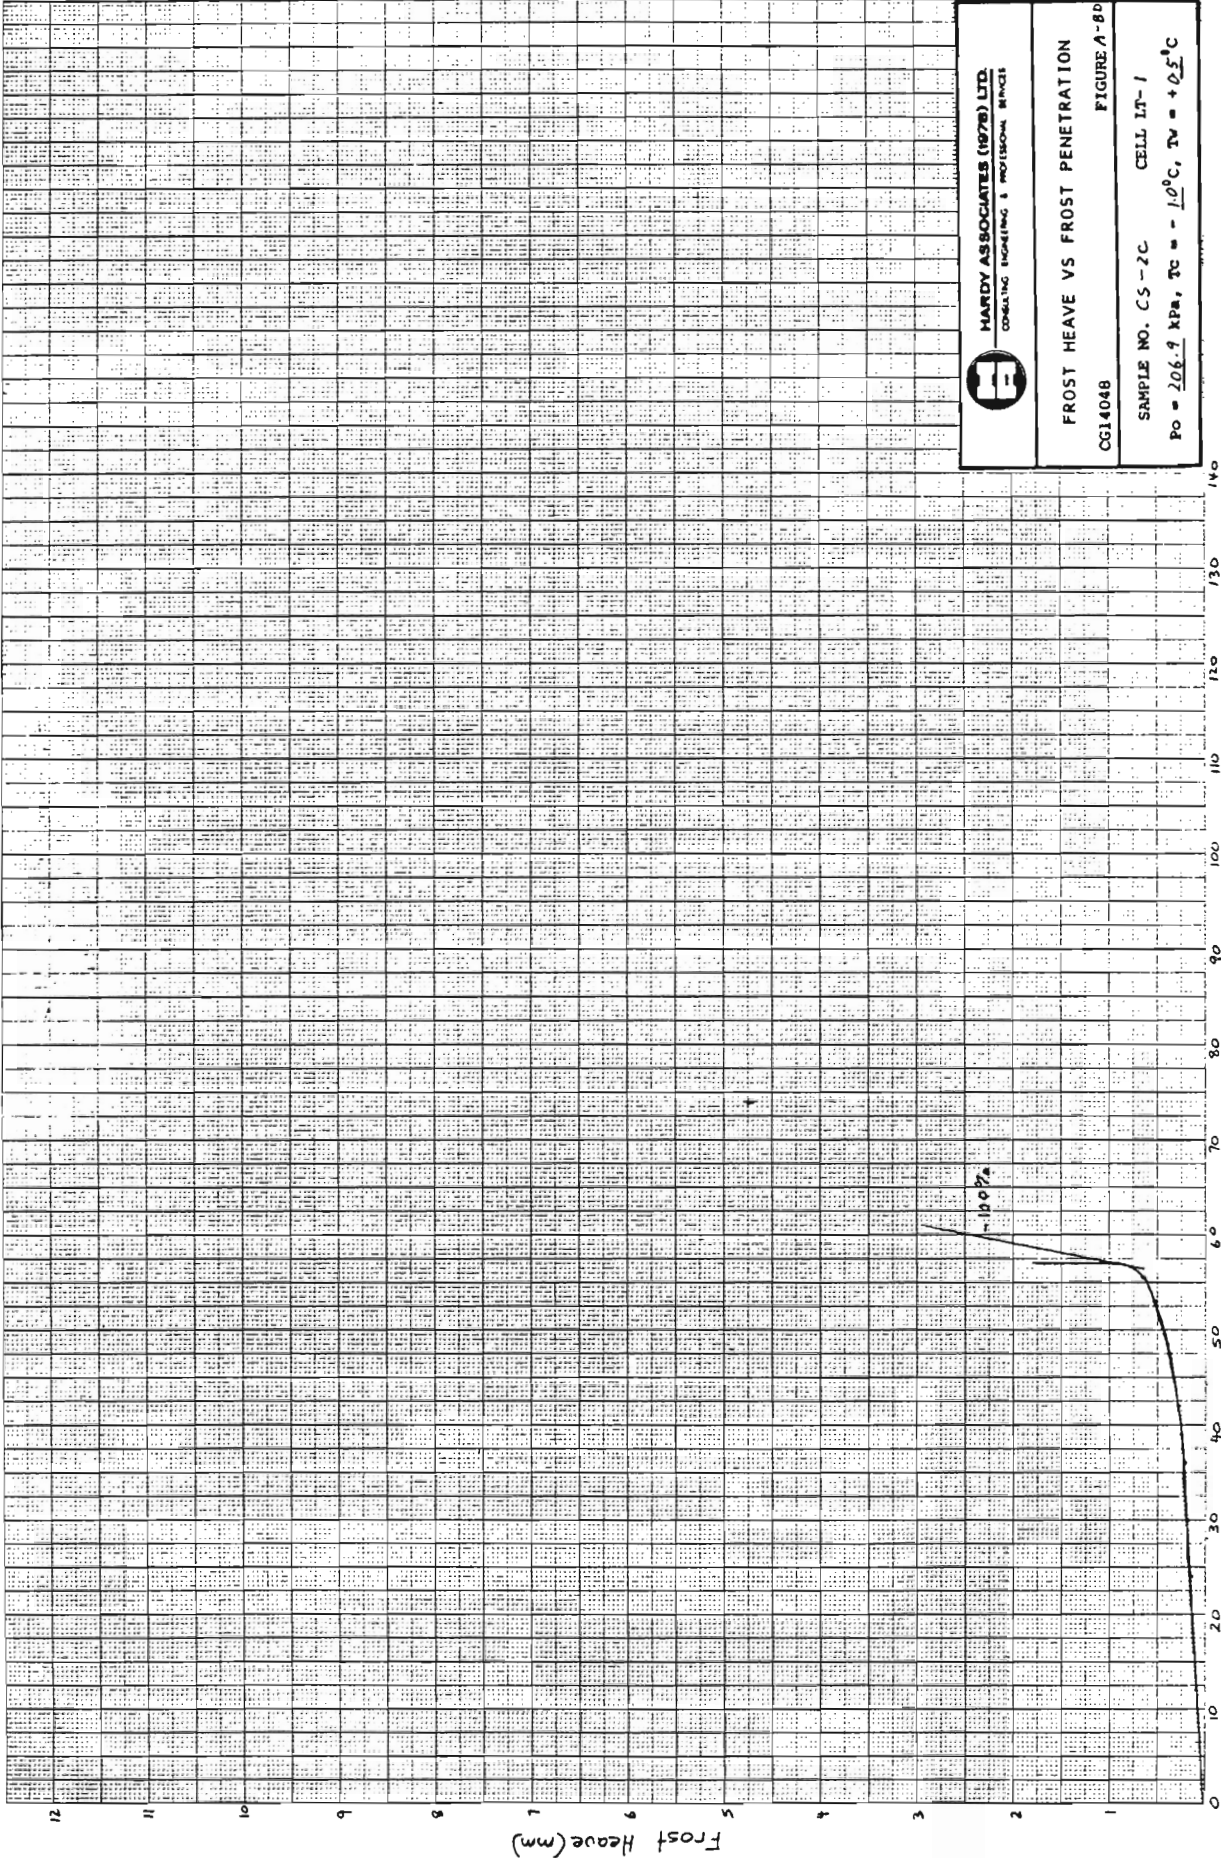 HARDY ASSOCIATES (1978) LTD.
CONSULTING ENGINEERING & PROFESSIONAL SERVICES
FROST HEAVE VS FROST PENETRATION
CG14048 FIGURE A-8D
SAMPLE NO. CS-2C CELL LT-1
Po = 206.9 kPa, Tc = - 1.0°C, Tw = +0.5°C
Frost Heave (mm)
12
11
10
9
8
7
6
5
4
3
2
1
~100%
0 10 20 30 40 50 60 70 80 90 100 110 120 130 140